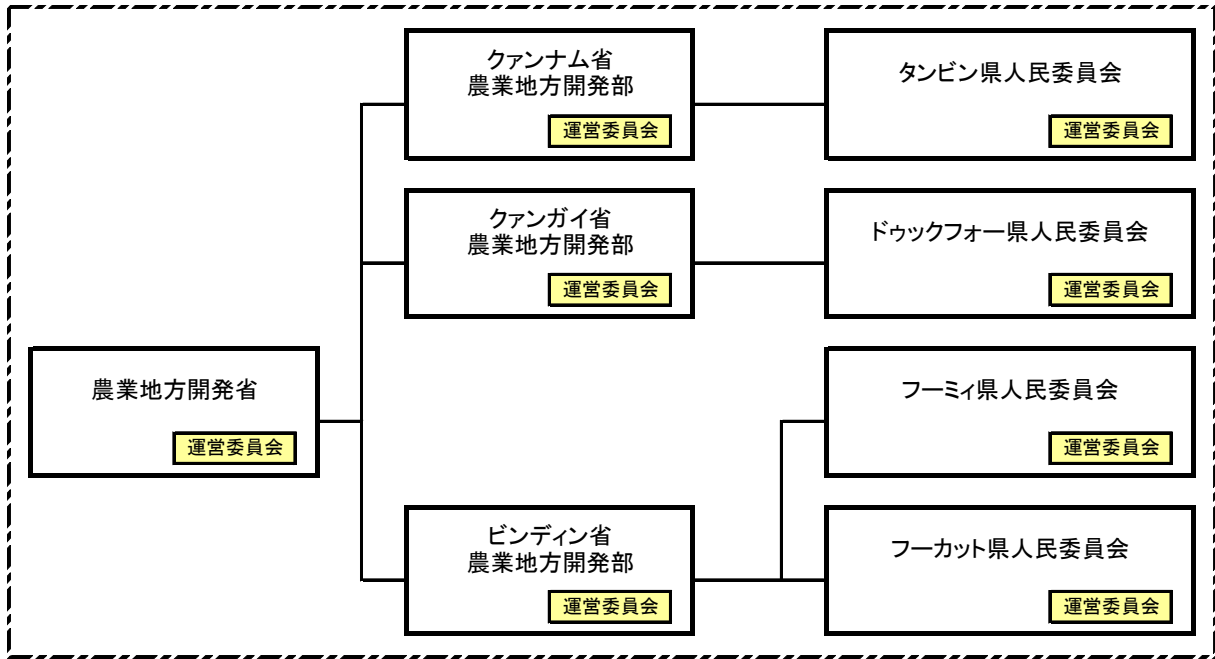 クァンナム省
農業地方開発部
運営委員会
タンビン県人民委員会
運営委員会
クァンガイ省
農業地方開発部
運営委員会
ドゥックフォー県人民委員会
運営委員会
農業地方開発省
運営委員会
フーミィ県人民委員会
運営委員会
ビンディン省
農業地方開発部
運営委員会
フーカット県人民委員会
運営委員会